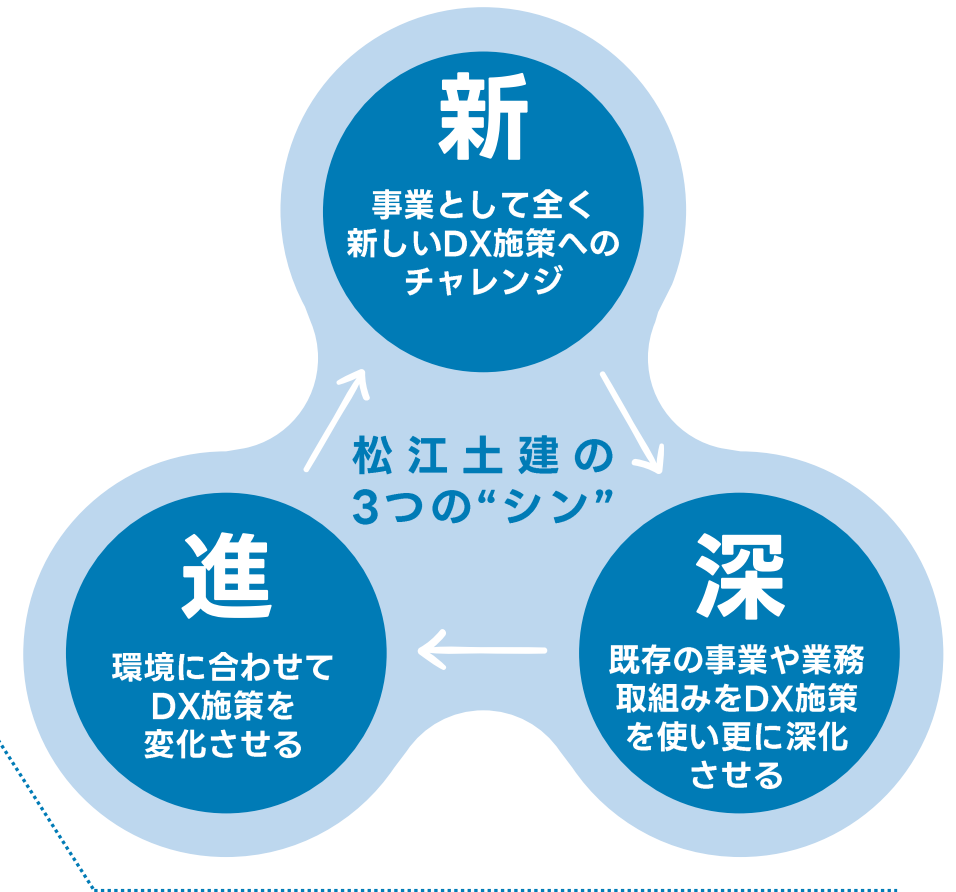 新
事業として全く
新しいDX施策への
チャレンジ
松江土建の
3つの“シン”
進
環境に合わせて
DX施策を
変化させる
深
既存の事業や業務
取組みをDX施策
を使い更に深化
させる